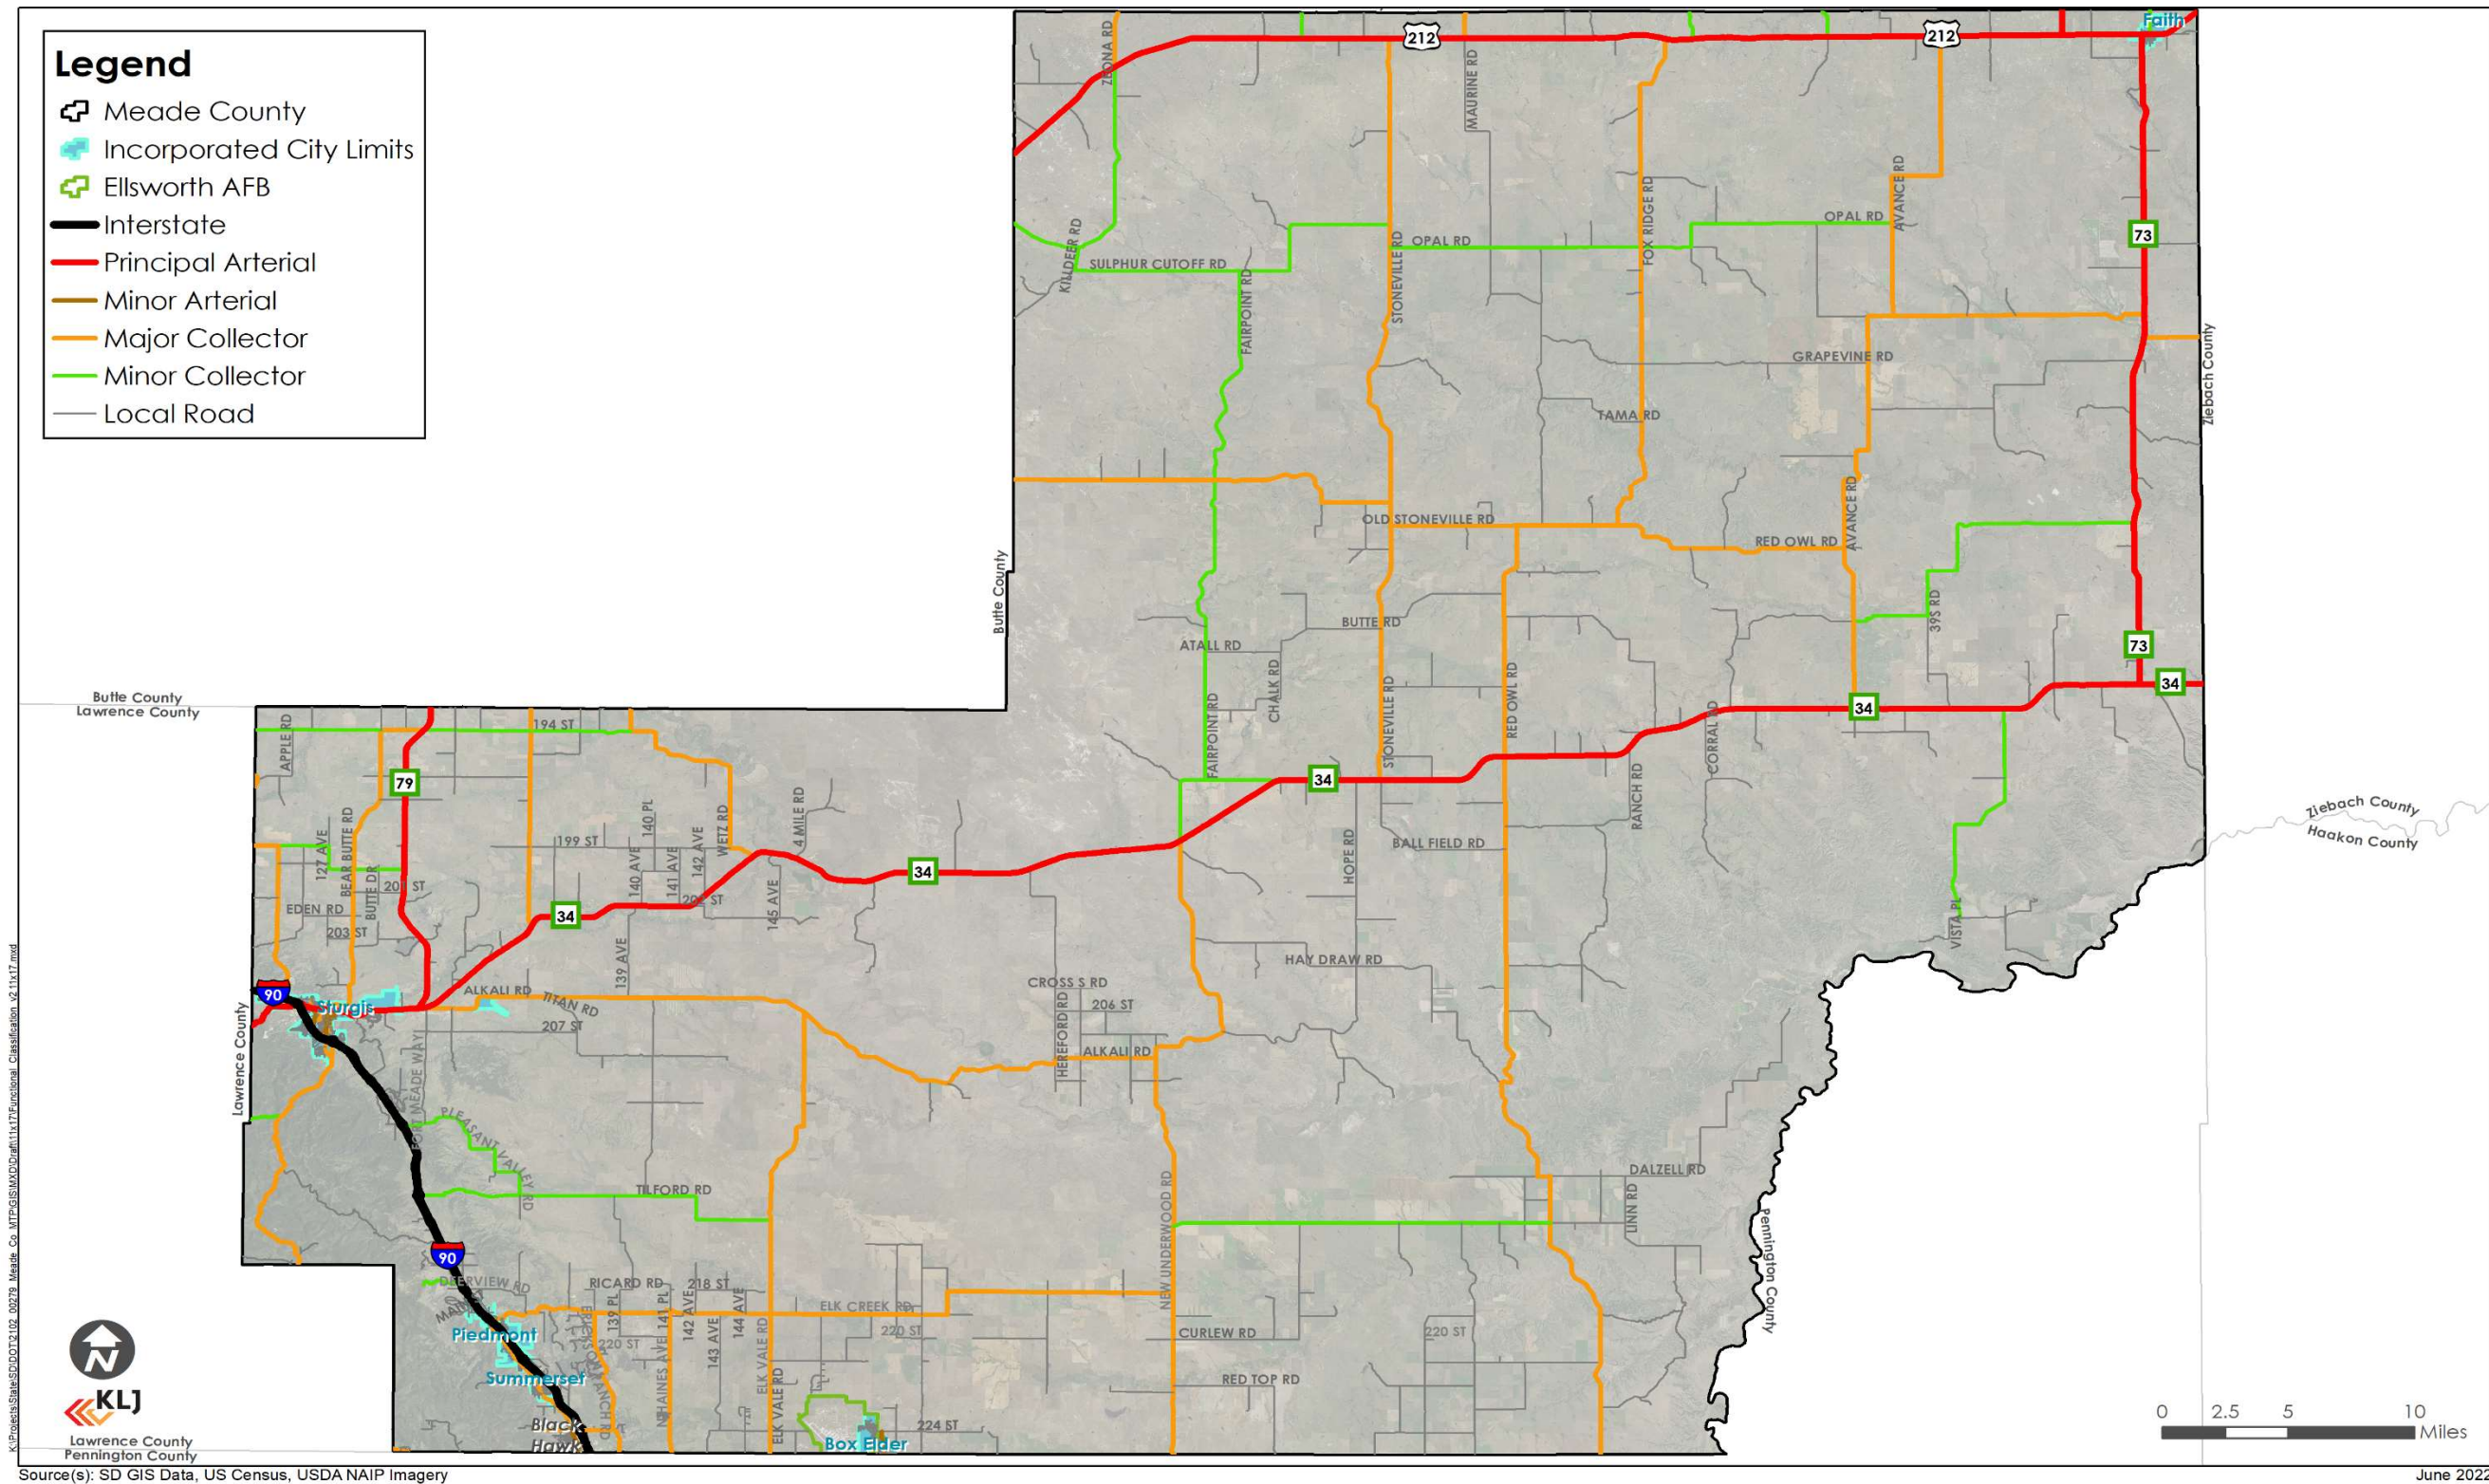 Legend
Meade County
Incorporated City Limits
Ellsworth AFB
Interstate
Principal Arterial
Minor Arterial
Major Collector
Minor Collector
Local Road
212
212
Faith
ZEONA RD
MAURINE RD
AVANCE RD
FOX RIDGE RD
OPAL RD
OPAL RD
73
KILLDEER RD
SULPHUR CUTOFF RD
FAIRPOINT RD
STONEVILLE RD
GRAPEVINE RD
Ziebach County
TAMA RD
OLD STONEVILLE RD
RED OWL RD
AVANCE RD
Butte County
BUTTE RD
ATALL RD
39S RD
73
34
CHALK RD
FAIRPOINT RD
STONEVILLE RD
RED OWL RD
CORRAL RD
34
Butte County
Lawrence County
APPLE RD
194 ST
79
34
RANCH RD
Ziebach County
Haakon County
127 AVE
BEAR BUTTE RD
BUTTE DR
199 ST
140 PL
140 AVE
141 AVE
142 AVE
WETZ RD
4 MILE RD
HOPE RD
BALL FIELD RD
34
EDEN RD
203 ST
34
145 AVE
139 AVE
VISTA PL
HAY DRAW RD
90
Sturgis
ALKALI RD
TITAN RD
207 ST
CROSS S RD
HEREFORD RD
206 ST
ALKALI RD
Lawrence County
FORT MEADE WAY
PLEASANT VALLEY RD
TILFORD RD
NEW UNDERWOOD RD
DALZELL RD
LINN RD
Pennington County
90
DEERVIEW RD
RICARD RD
218 ST
139 PL
141 PL
142 AVE
143 AVE
144 AVE
ELK CREEK RD
220 ST
220 ST
CURLEW RD
220 ST
Piedmont
Summerset
N HAINES AVE
ELK VALE RD
ELK VALE RD
RED TOP RD
Black
Hawk
Box Elder
224 ST
N
KLJ
Lawrence County
Pennington County
0 2.5 5 10
Miles
Source(s): SD GIS Data, US Census, USDA NAIP Imagery
June 2022